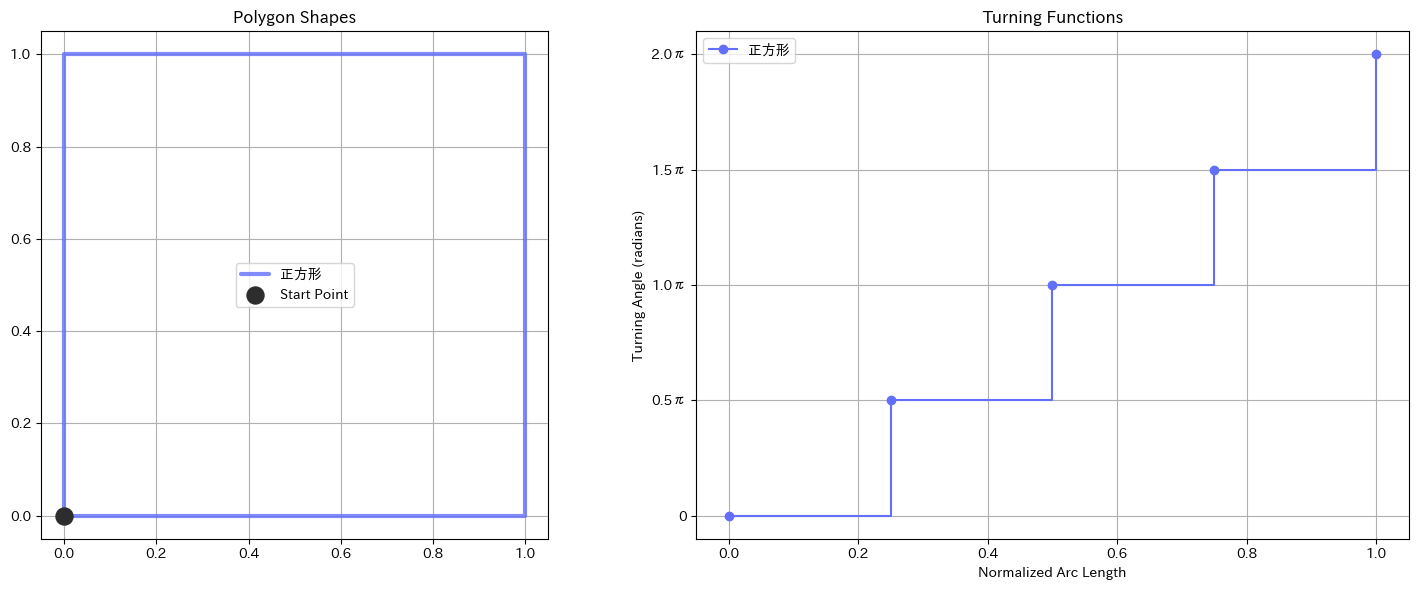 Polygon Shapes
1.0
0.8
0.6
0.4
0.2
0.0
正方形
Start Point
0.0 0.2 0.4 0.6 0.8 1.0
Turning Functions
正方形
Turning Angle (radians)
2.0π
1.5π
1.0π
0.5π
0
0.0 0.2 0.4 0.6 0.8 1.0
Normalized Arc Length